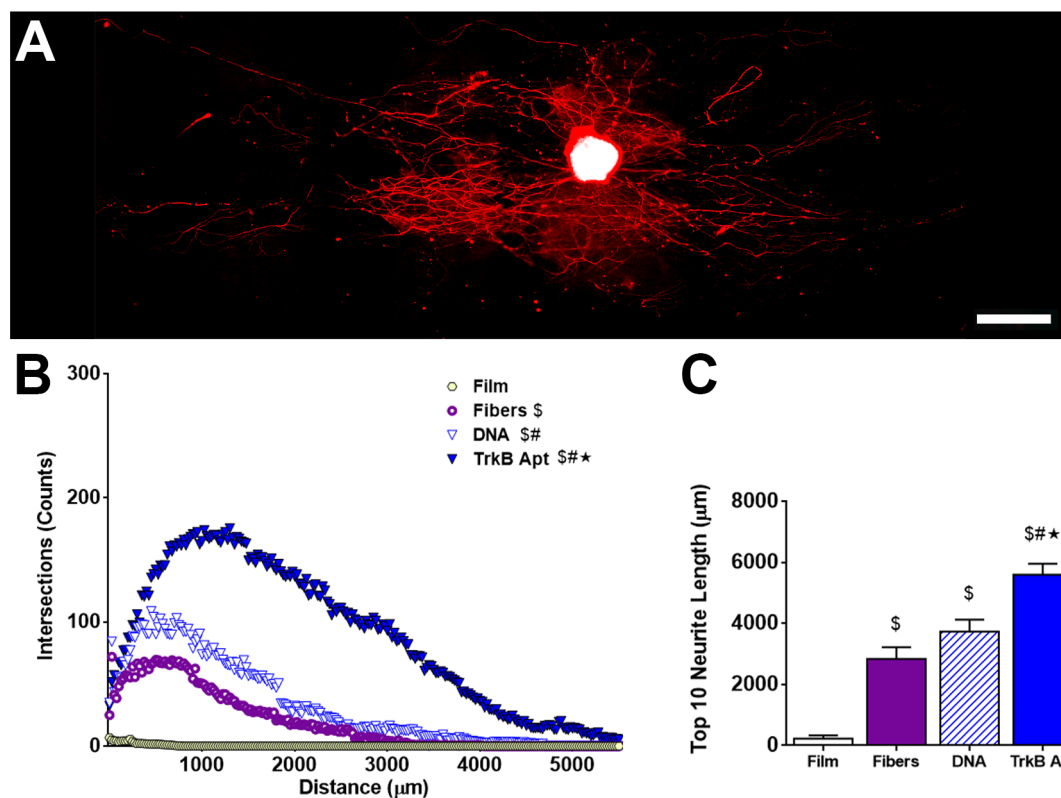 A
B
300
200
100
0
Intersections (Counts)
1000
2000
3000
4000
5000
Distance (μm)
Film
Fibers $
DNA $#
TrkB Apt $#★
C
8000
6000
4000
2000
0
Top 10 Neurite Length (μm)
$
$
$#★
Film
Fibers
DNA
TrkB A